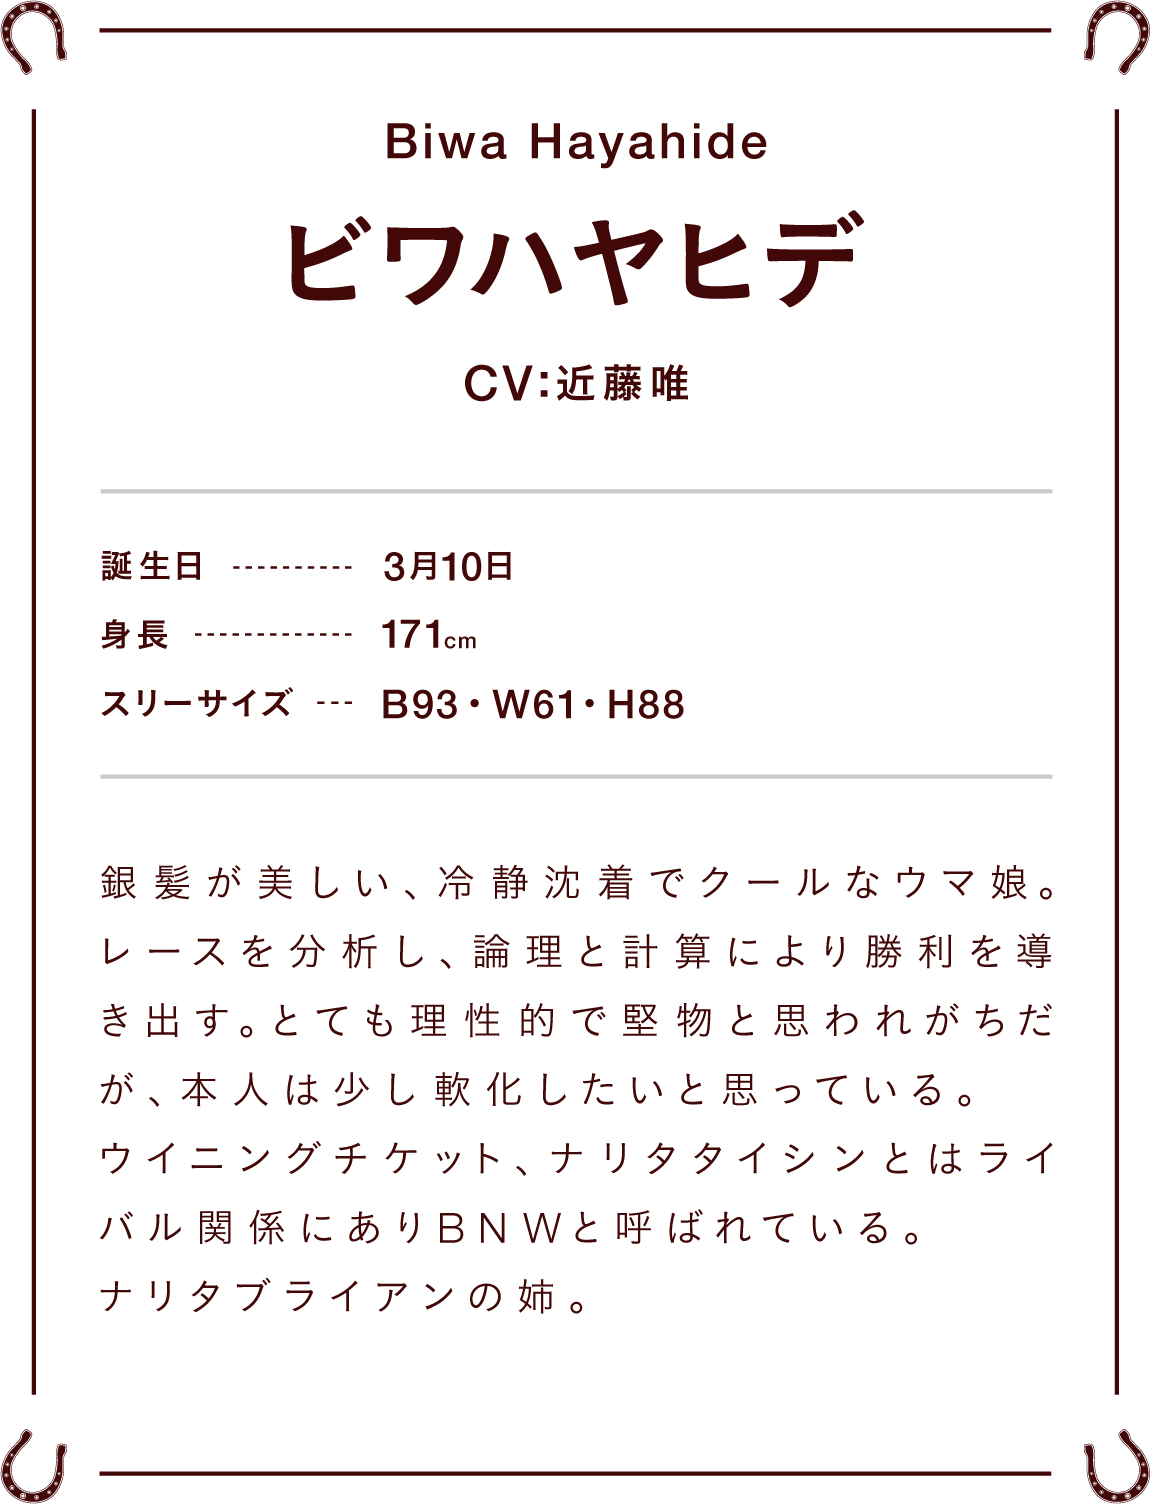 Biwa Hayahide
ビワハヤヒデ
CV:近藤唯
誕生日 ---------- 3月10日
身長 ------------- 171cm
スリーサイズ --- B93・W61・H88
銀髪が美しい、冷静沈着でクールなウマ娘。
レースを分析し、論理と計算により勝利を導
き出す。とても理性的で堅物と思われがちだ
が、本人は少し軟化したいと思っている。
ウイニングチケット、ナリタタイシンとはライ
バル関係にありBNWと呼ばれている。
ナリタブライアンの姉。